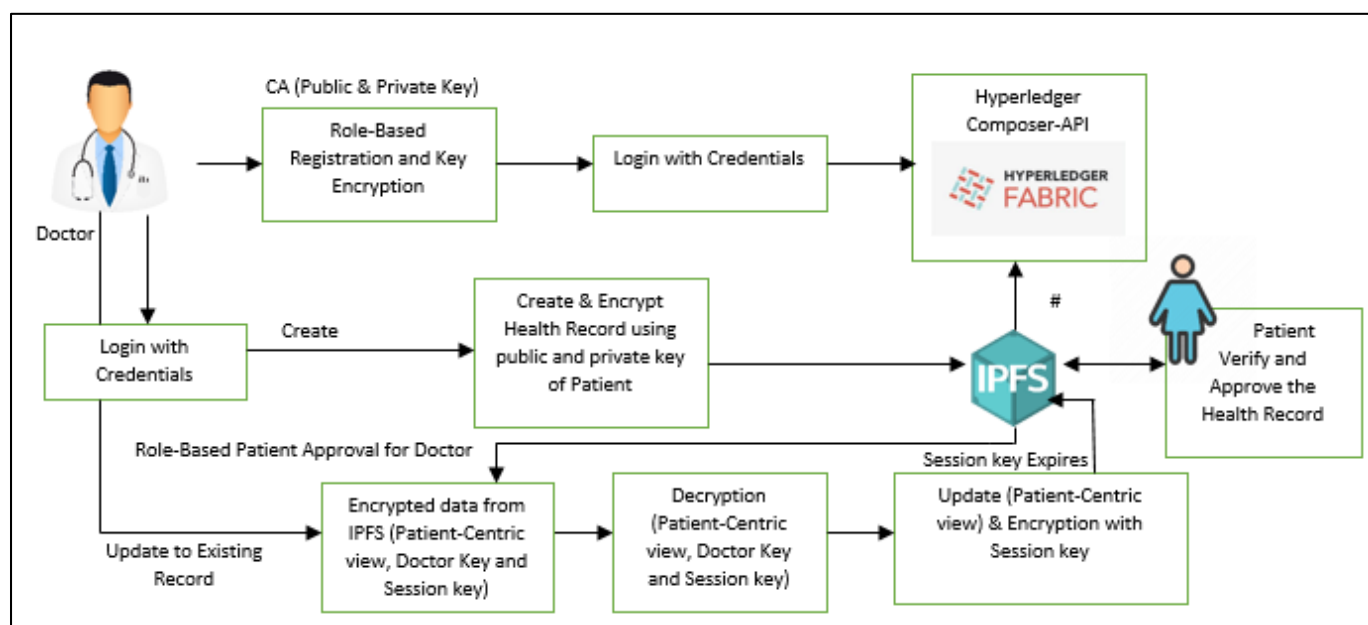 CA (Public & Private Key)
Role-Based
Registration and Key
Encryption
Login with Credentials
Hyperledger
Composer-API
HYPERLEDGER
FABRIC
Doctor
Login with
Credentials
Create
Create & Encrypt
Health Record using
public and private key
of Patient
#
IPFS
Patient
Verify and
Approve the
Health Record
Role-Based Patient Approval for Doctor
Session key Expires
Update to Existing
Record
Encrypted data from
IPFS (Patient-Centric
view, Doctor Key and
Session key)
Decryption
(Patient-Centric
view, Doctor Key
and Session key)
Update (Patient-Centric
view) & Encryption with
Session key